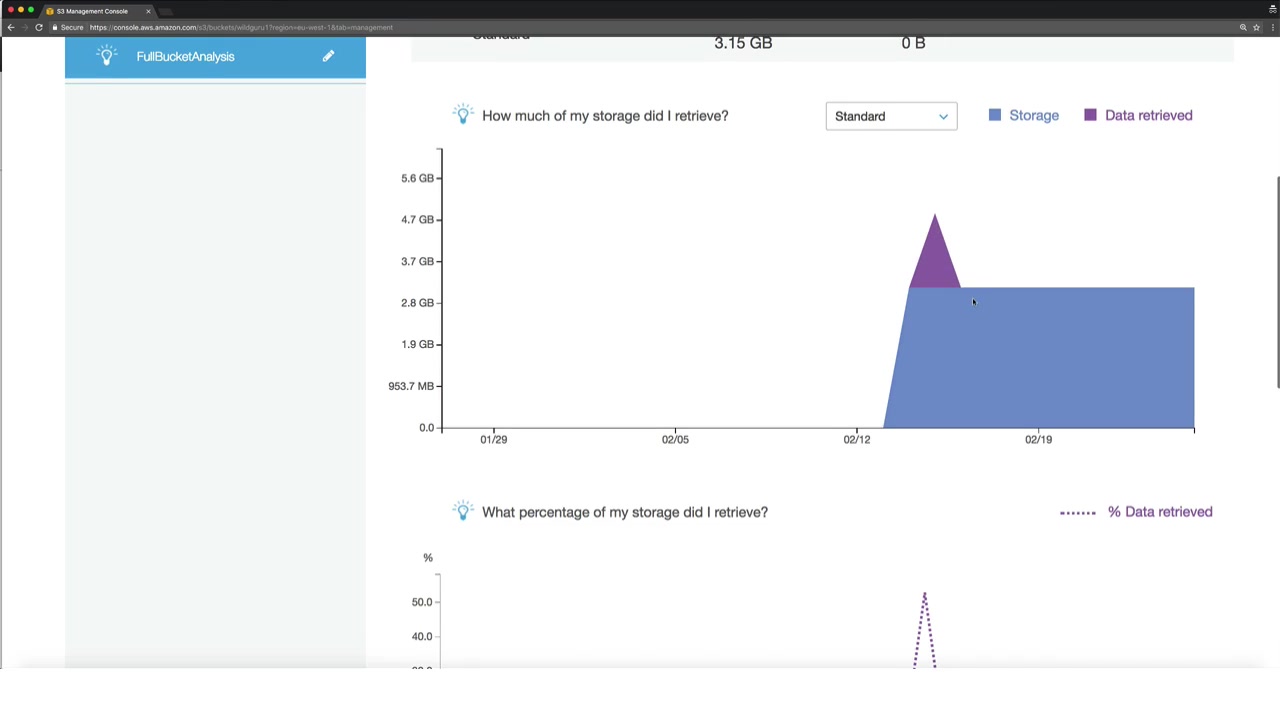 S3 Management Console
Secure https://console.aws.amazon.com/s3/buckets/wildguru1?region=eu-west-1&tab=management
Standard 3.15 GB 0 B
FullBucketAnalysis
How much of my storage did I retrieve? Standard Storage Data retrieved
5.6 GB
4.7 GB
3.7 GB
2.8 GB
1.9 GB
953.7 MB
0.0
01/29 02/05 02/12 02/19
What percentage of my storage did I retrieve? % Data retrieved
%
50.0
40.0